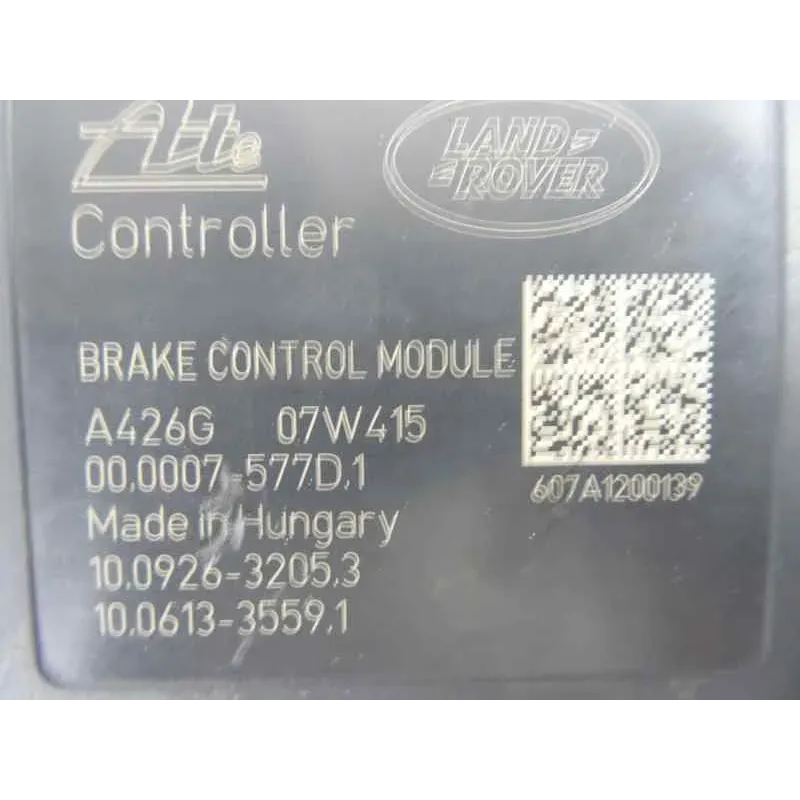 Ate
LAND
ROVER
Controller
BRAKE CONTROL MODULE
A426G 07W415
00.0007-577D.1
607A1200139
Made in Hungary
10.0926-3205.3
10.0613-3559.1